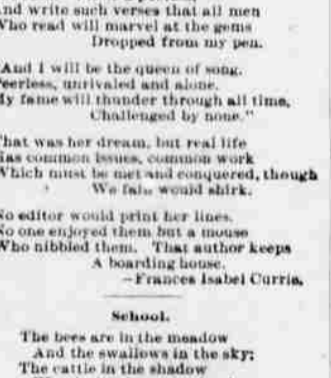 And write such verses that all men
Who read will marvel at the gems
Dropped from my pen.
"And I will be the queen of song.
Peerless, unrivaled and alone.
My fame will thunder through all time,
Challenged by none."
That was her dream, but real life
Has common issues, common work
Which must be met and conquered, though
We fain would shirk.
No editor would print her lines.
No one enjoyed them but a mouse
Who nibbled them. That author keeps
A boarding house.
—Frances Isabel Currie.
School.
The bees are in the meadow
And the swallows in the sky;
The cattle in the shadow